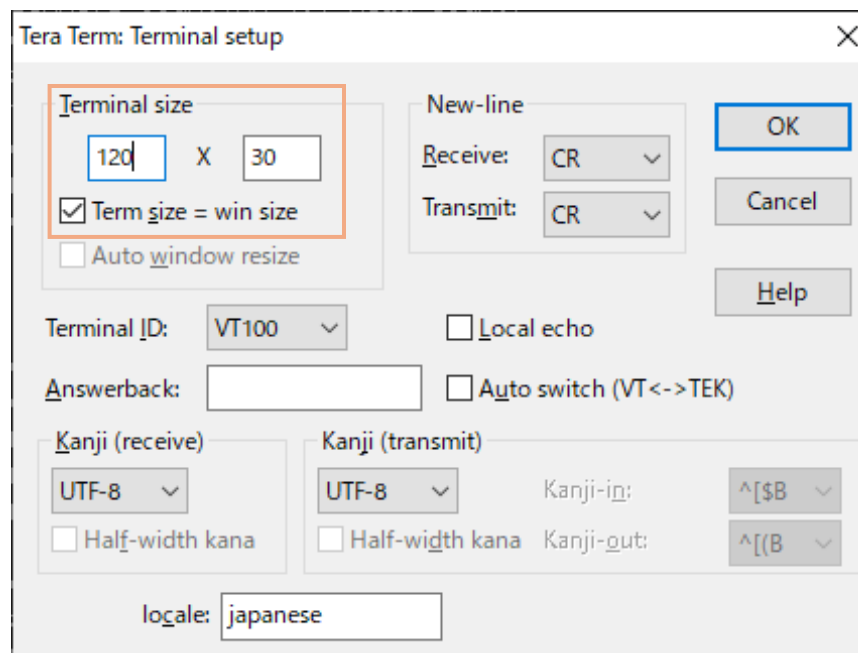 Tera Term: Terminal setup
Terminal size
120 X 30
Term size = win size
Auto window resize
New-line
Receive: CR
Transmit: CR
OK
Cancel
Help
Terminal ID: VT100
Local echo
Answerback:
Auto switch (VT<->TEK)
Kanji (receive)
UTF-8
Half-width kana
Kanji (transmit)
UTF-8
Kanji-in: ^[$B
Half-width kana
Kanji-out: ^[(B
locale: japanese